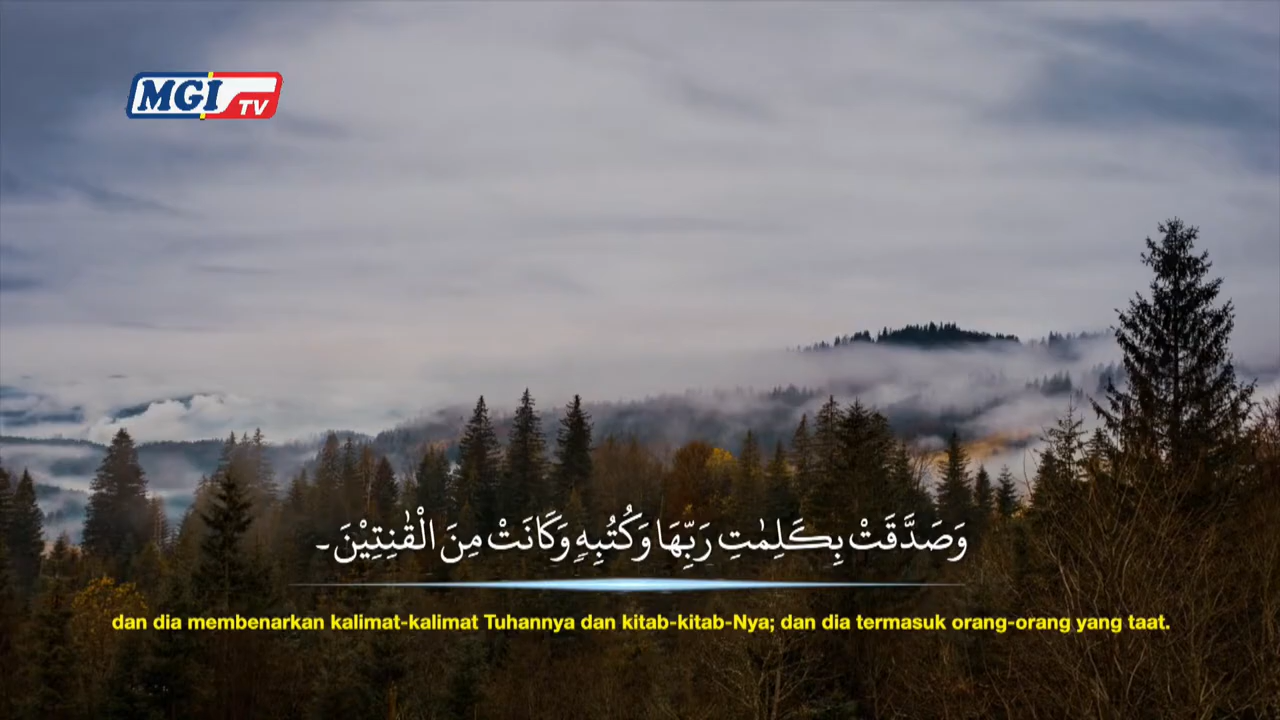 MGI TV
وَصَدَّقَتْ بِكَلِمٰتِ رَبِّهَا وَكُتُبِهٖ وَكَانَتْ مِنَ الْقٰنِتِيْنَ ۔
dan dia membenarkan kalimat-kalimat Tuhannya dan kitab-kitab-Nya; dan dia termasuk orang-orang yang taat.